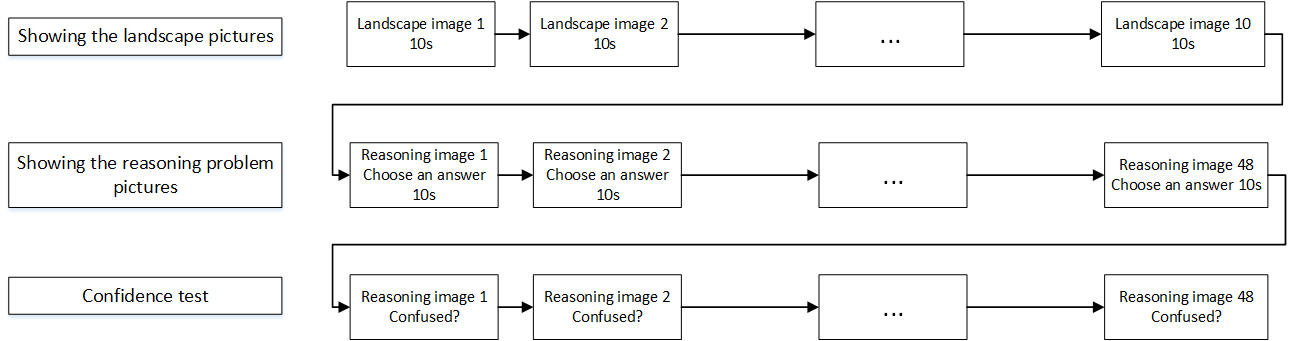 Showing the landscape pictures
Landscape image 1
10s
Landscape image 2
10s
...
Landscape image 10
10s
Showing the reasoning problem
pictures
Reasoning image 1
Choose an answer
10s
Reasoning image 2
Choose an answer
10s
...
Reasoning image 48
Choose an answer 10s
Confidence test
Reasoning image 1
Confused?
Reasoning image 2
Confused?
...
Reasoning image 48
Confused?